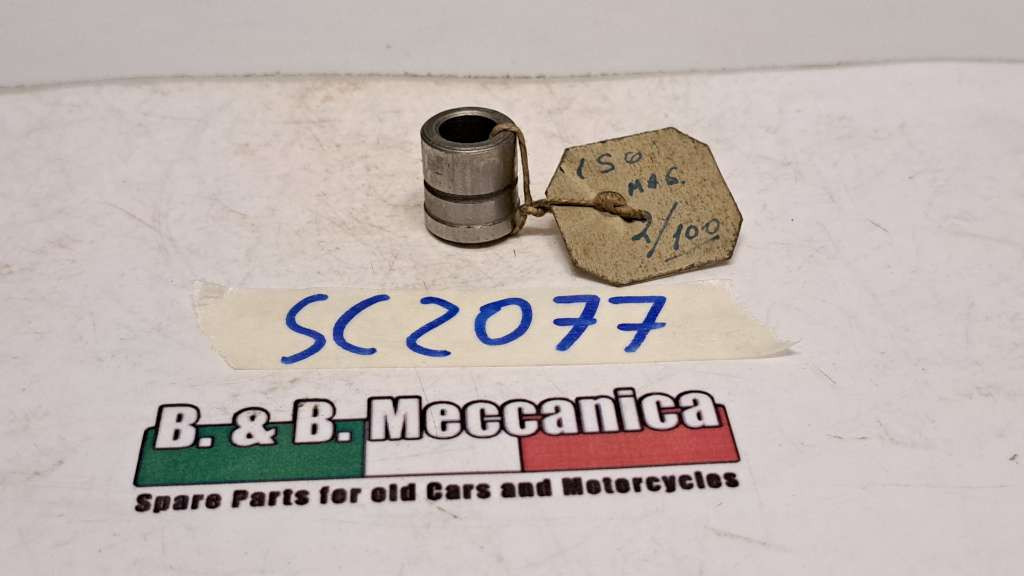 150
MAG.
2/100
SC2077
B. & B. Meccanica
Spare Parts for old Cars and Motorcycles